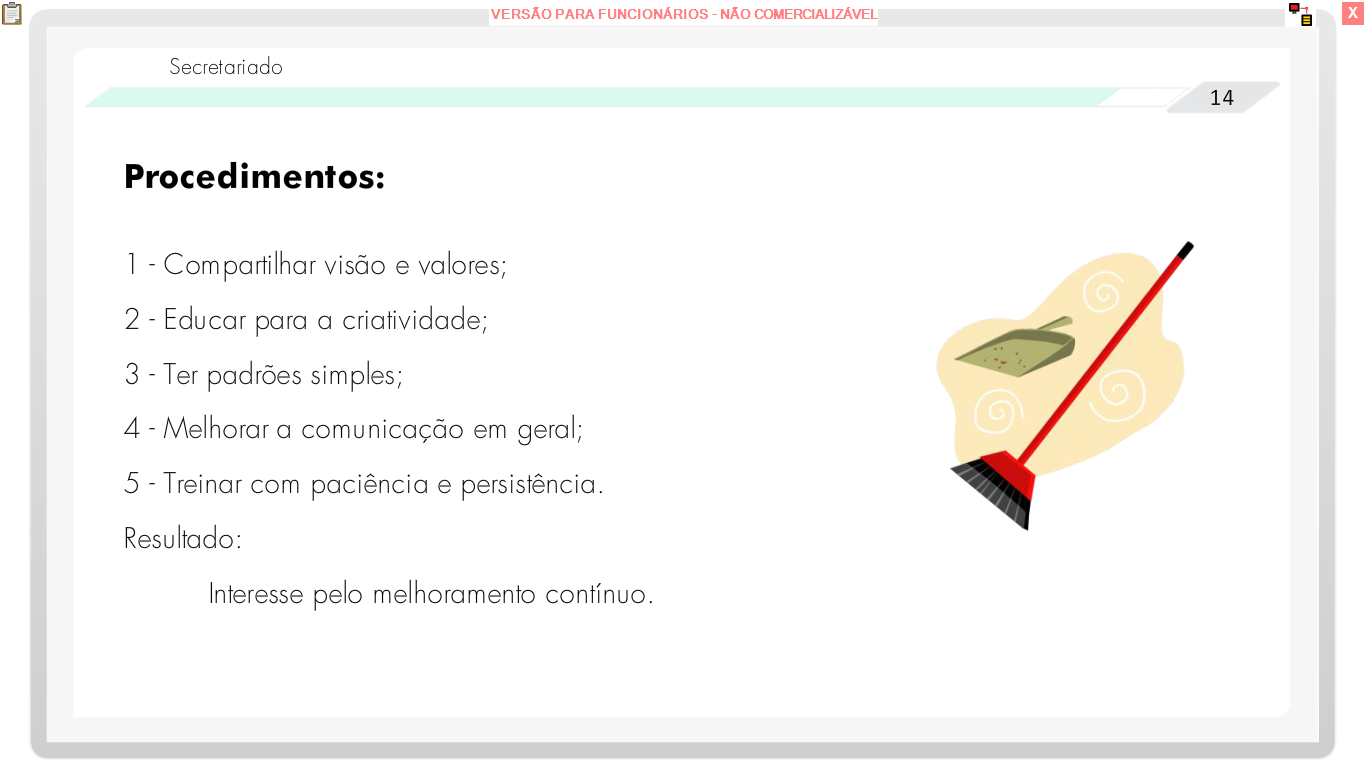 VERSÃO PARA FUNCIONÁRIOS - NÃO COMERCIALIZÁVEL
X
Secretariado
14
Procedimentos:
1 - Compartilhar visão e valores;
2 - Educar para a criatividade;
3 - Ter padrões simples;
4 - Melhorar a comunicação em geral;
5 - Treinar com paciência e persistência.
Resultado:
Interesse pelo melhoramento contínuo.